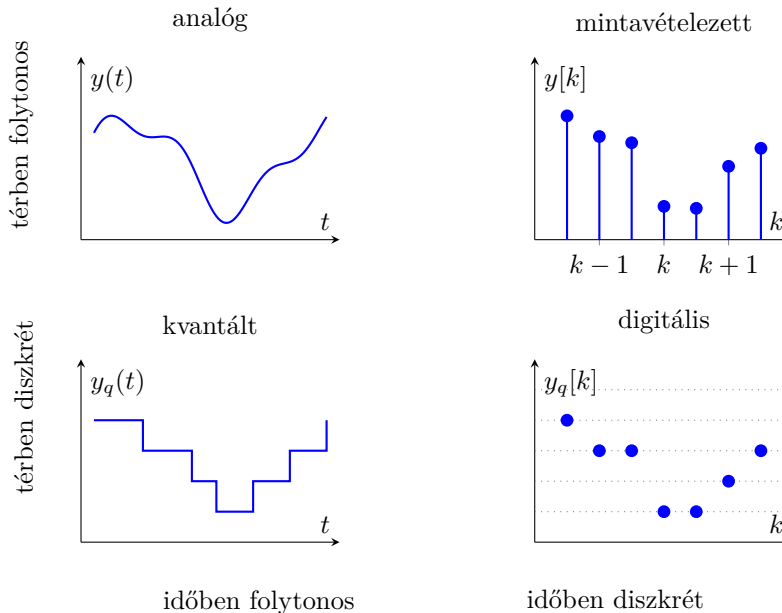 analóg
mintavételezett
térben folytonos
y(t)
t
y[k]
k
k − 1
k
k + 1
kvantált
digitális
térben diszkrét
y_q(t)
t
y_q[k]
k
időben folytonos
időben diszkrét